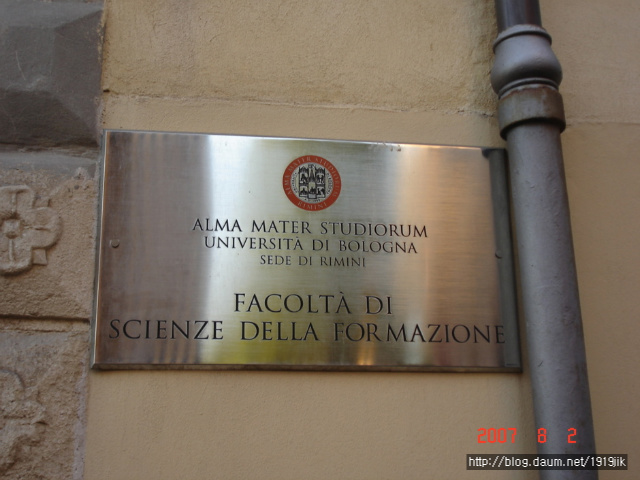 ALMA MATER STUDIORUM
UNIVERSITÀ DI BOLOGNA
SEDE DI RIMINI
FACOLTÀ DI
SCIENZE DELLA FORMAZIONE
2007 8 2
http://blog.daum.net/1919jik